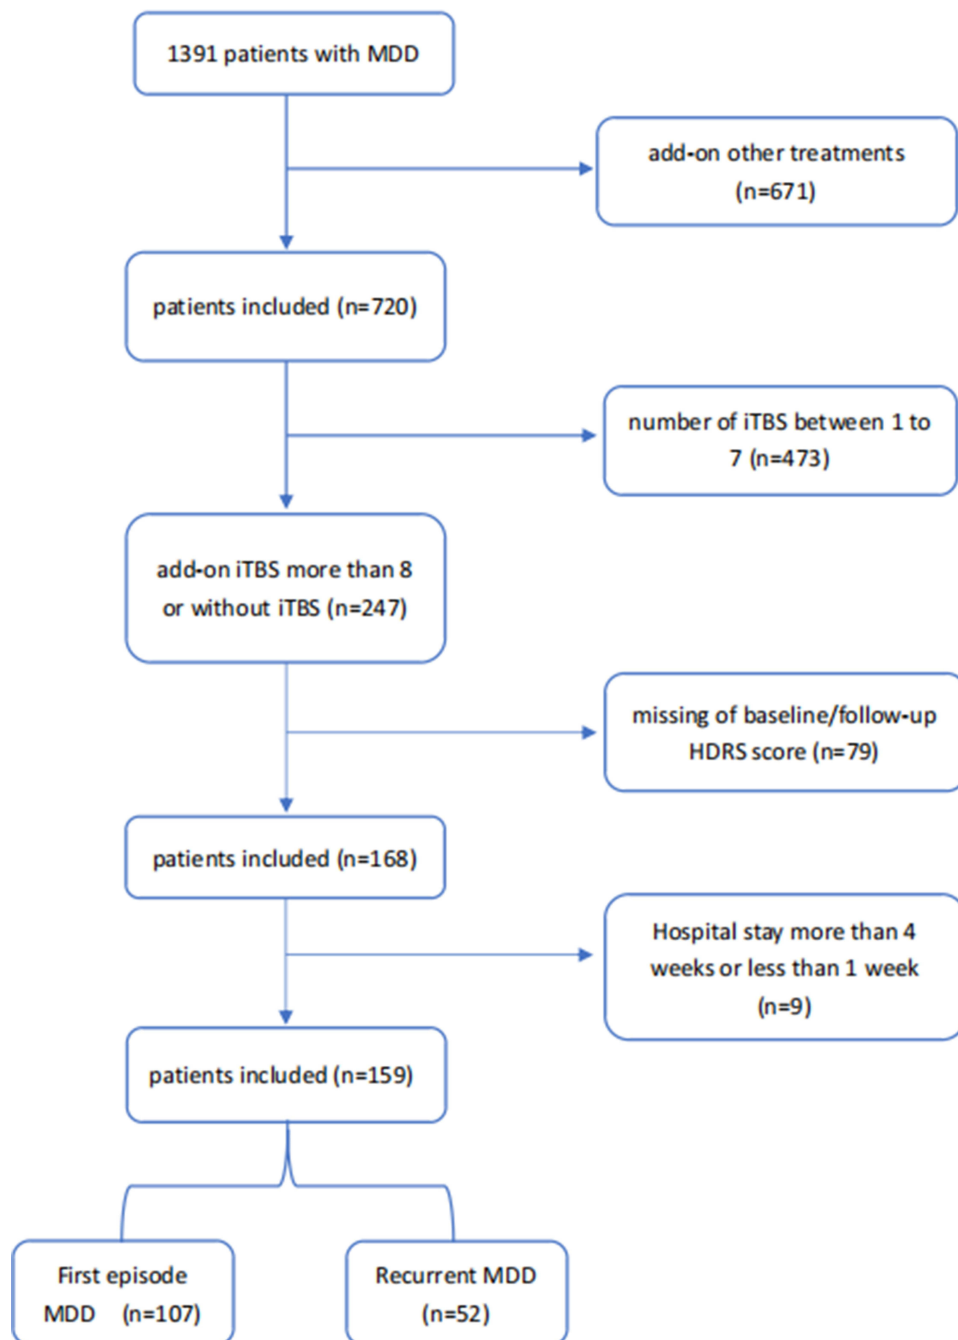 1391 patients with MDD
add-on other treatments
(n=671)
patients included (n=720)
number of iTBS between 1 to
7 (n=473)
add-on iTBS more than 8
or without iTBS (n=247)
missing of baseline/follow-up
HDRS score (n=79)
patients included (n=168)
Hospital stay more than 4
weeks or less than 1 week
(n=9)
patients included (n=159)
First episode
MDD (n=107)
Recurrent MDD
(n=52)